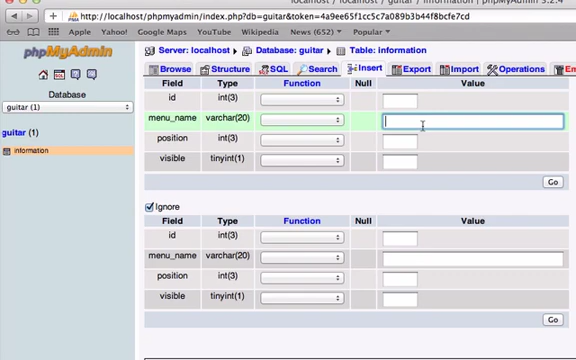 localhost / localhost / guitar / information | phpMyAdmin 3.2.4
http://localhost/phpmyadmin/index.php?db=guitar&token=4a9ee65f1cc5c7a089b3b44f8bcfe7cd
Apple Yahoo! Google Maps YouTube Wikipedia News (652) Popular
phpMyAdmin
Server: localhost Database: guitar Table: information
Browse Structure SQL Search Insert Export Import Operations
Database
guitar (1)
guitar (1)
information
Field Type Function Null Value
id int(3)
menu_name varchar(20)
position int(3)
visible tinyint(1)
Go
Ignore
Field Type Function Null Value
id int(3)
menu_name varchar(20)
position int(3)
visible tinyint(1)
Go